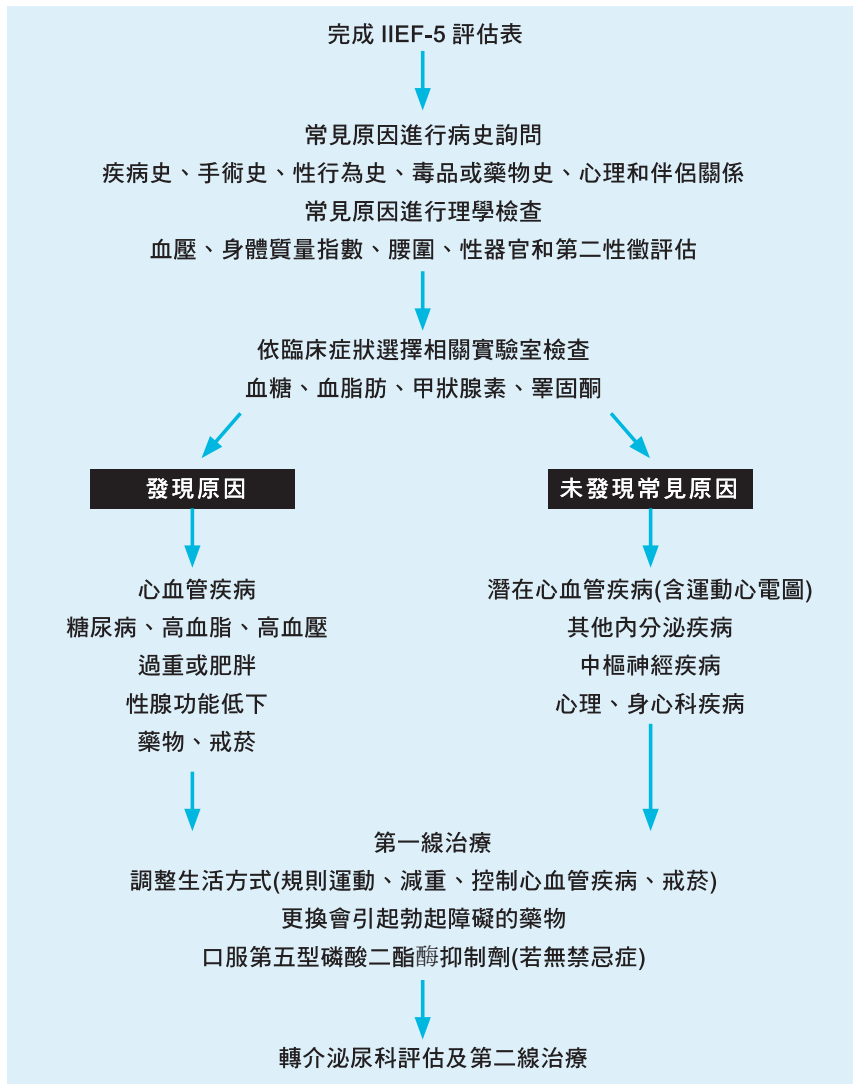 完成 IIEF-5 評估表
常見原因進行病史詢問
疾病史、手術史、性行為史、毒品或藥物史、心理和伴侶關係
常見原因進行理學檢查
血壓、身體質量指數、腰圍、性器官和第二性徵評估
依臨床症狀選擇相關實驗室檢查
血糖、血脂肪、甲狀腺素、睪固酮
發現原因
未發現常見原因
心血管疾病
糖尿病、高血脂、高血壓
過重或肥胖
性腺功能低下
藥物、戒菸
潛在心血管疾病(含運動心電圖)
其他內分泌疾病
中樞神經疾病
心理、身心科疾病
第一線治療
調整生活方式(規則運動、減重、控制心血管疾病、戒菸)
更換會引起勃起障礙的藥物
口服第五型磷酸二酯酶抑制劑(若無禁忌症)
轉介泌尿科評估及第二線治療